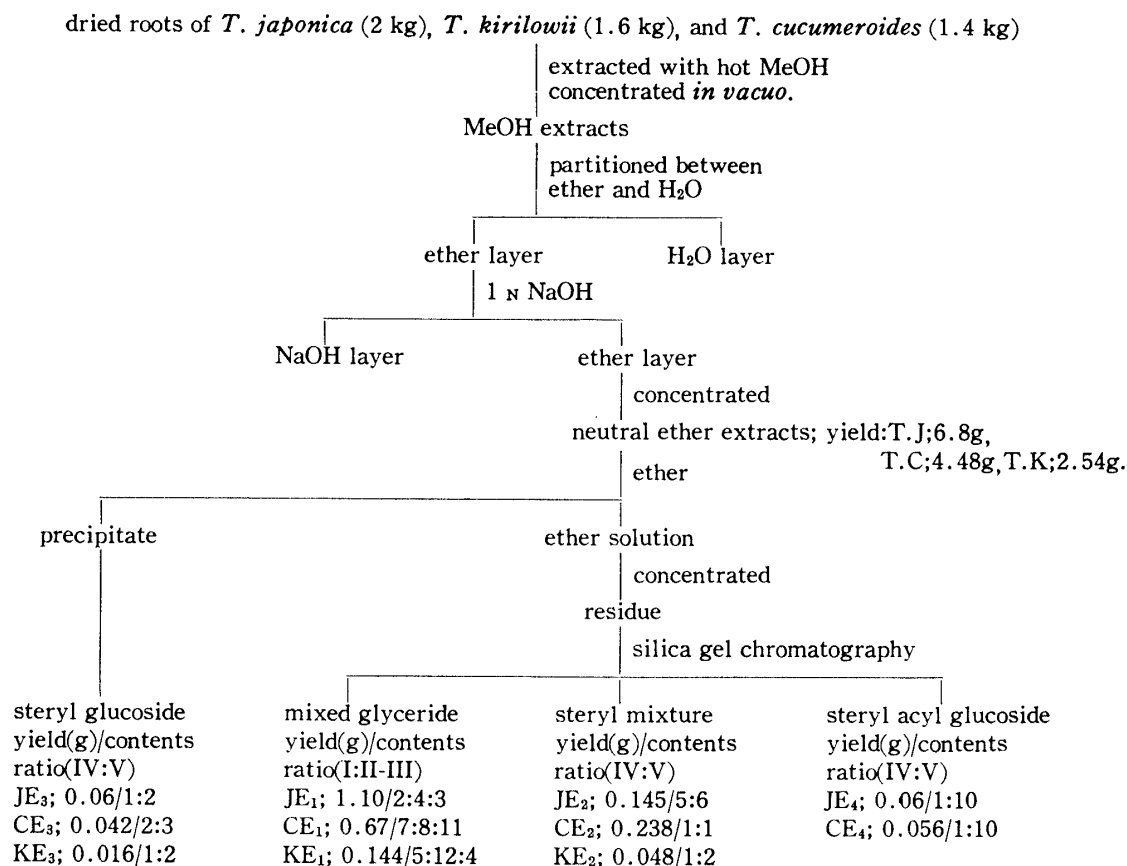 dried roots of T. japonica (2 kg), T. kirilowii (1.6 kg), and T. cucumeroides (1.4 kg)
extracted with hot MeOH
concentrated in vacuo.
MeOH extracts
partitioned between
ether and H₂O
ether layer
H₂O layer
1 N NaOH
NaOH layer
ether layer
concentrated
neutral ether extracts; yield:T.J;6.8g,
T.C;4.48g,T.K;2.54g.
ether
precipitate
ether solution
concentrated
residue
silica gel chromatography
steryl glucoside
yield(g)/contents
ratio(IV:V)
JE₃; 0.06/1:2
CE₃; 0.042/2:3
KE₃; 0.016/1:2
mixed glyceride
yield(g)/contents
ratio(I:II-III)
JE₁; 1.10/2:4:3
CE₁; 0.67/7:8:11
KE₁; 0.144/5:12:4
steryl mixture
yield(g)/contents
ratio(IV:V)
JE₂; 0.145/5:6
CE₂; 0.238/1:1
KE₂; 0.048/1:2
steryl acyl glucoside
yield(g)/contents
ratio(IV:V)
JE₄; 0.06/1:10
CE₄; 0.056/1:10